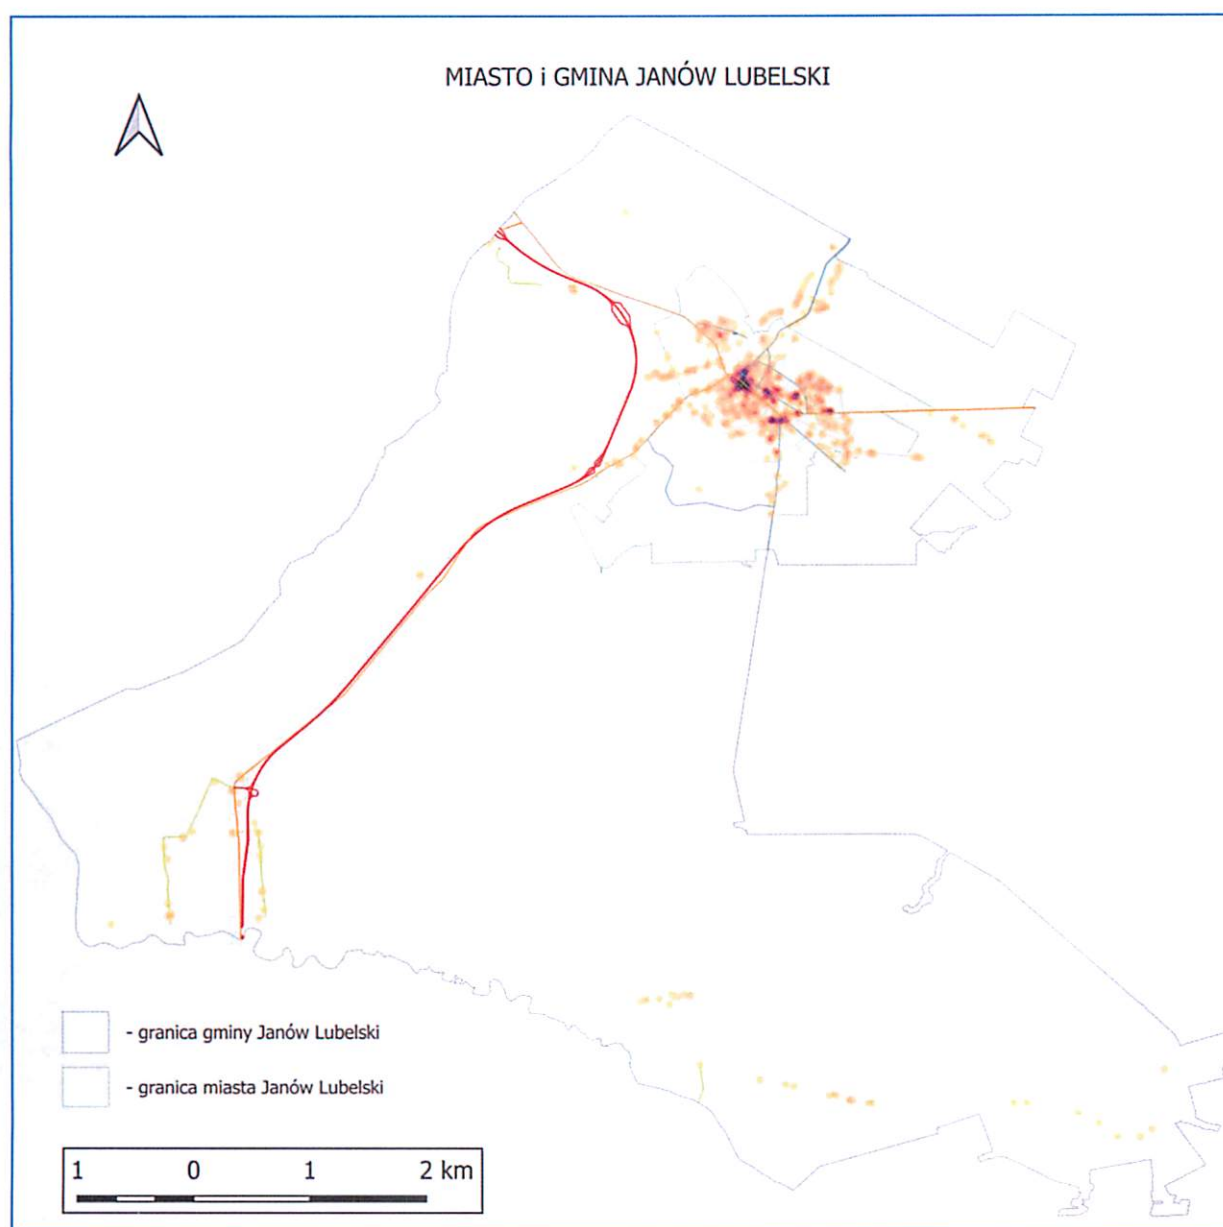 MIASTO i GMINA JANÓW LUBELSKI
- granica gminy Janów Lubelski
- granica miasta Janów Lubelski
1 0 1 2 km